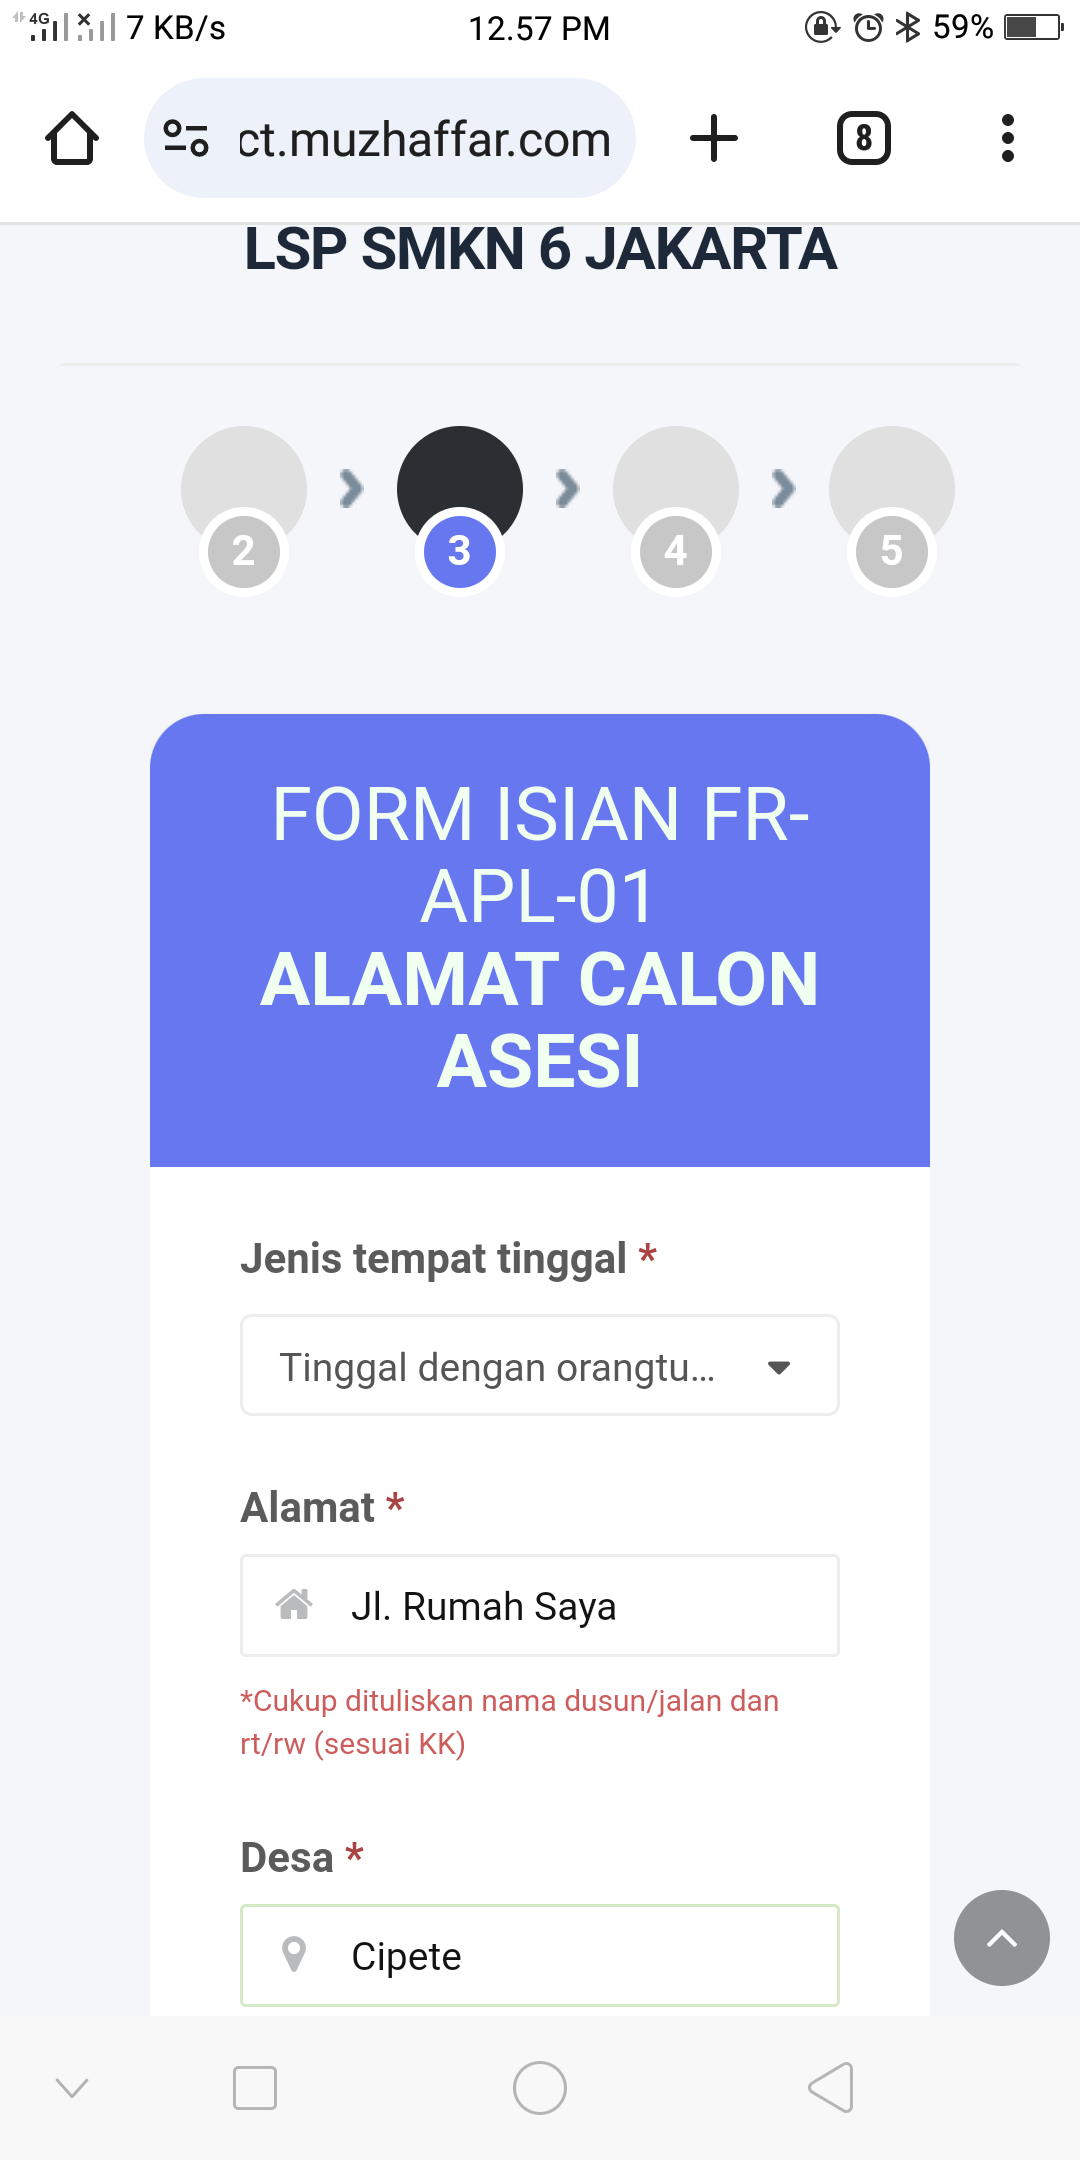 4G 7 KB/s 12.57 PM 59%
ct.muzhaffar.com 8
LSP SMKN 6 JAKARTA
2 3 4 5
FORM ISIAN FR-
APL-01
ALAMAT CALON
ASESI
Jenis tempat tinggal *
Tinggal dengan orangtu...
Alamat *
Jl. Rumah Saya
*Cukup dituliskan nama dusun/jalan dan
rt/rw (sesuai KK)
Desa *
Cipete